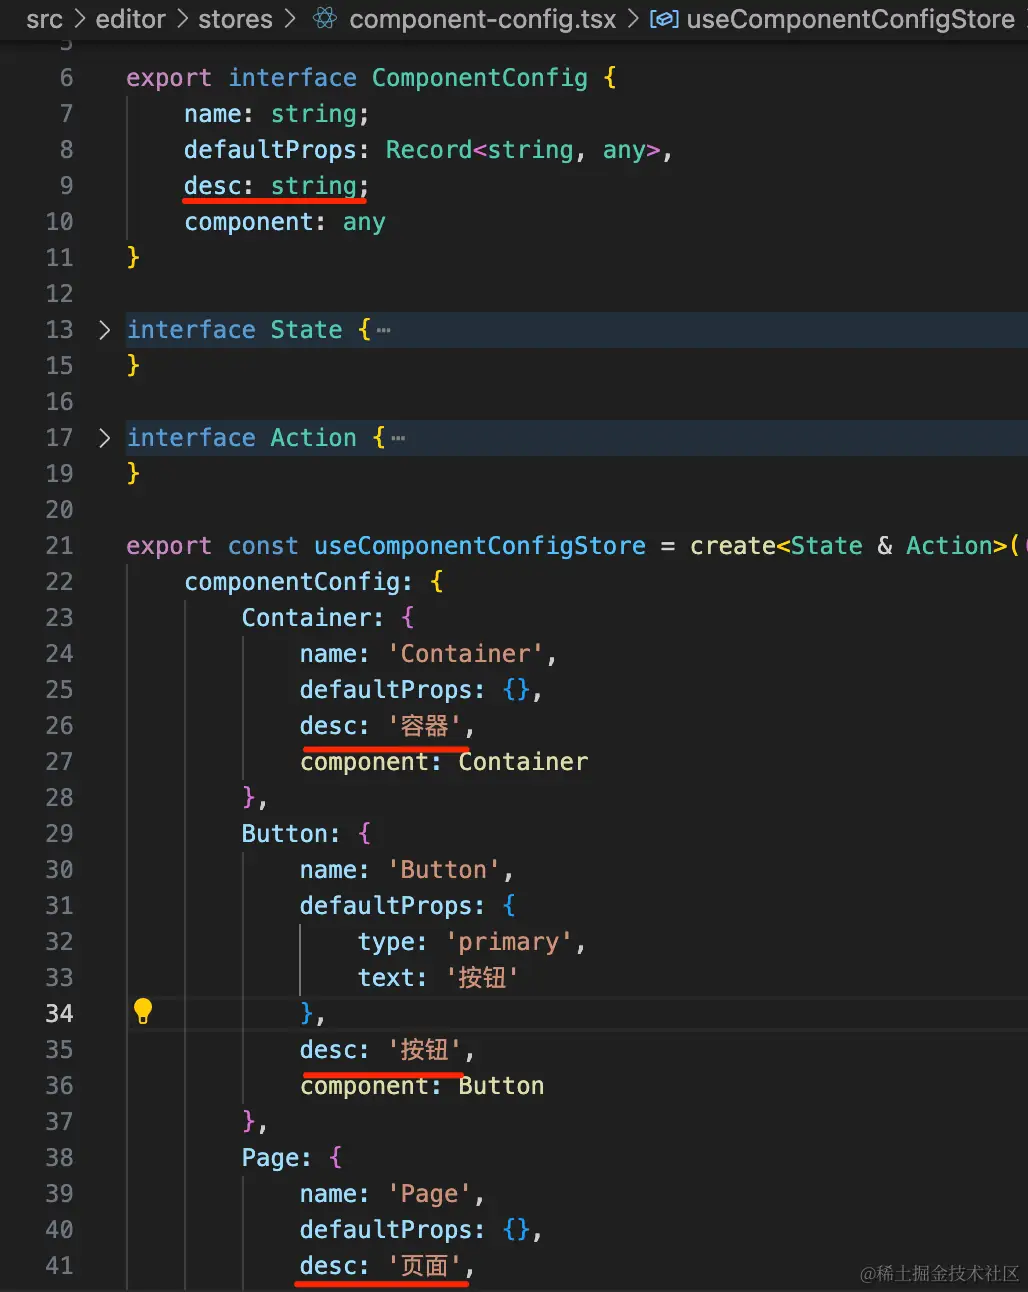 src > editor > stores > component-config.tsx > useComponentConfigStore
5
6 export interface ComponentConfig {
7 name: string;
8 defaultProps: Record<string, any>,
9 desc: string;
10 component: any
11 }
12
13 > interface State {⋯
15 }
16
17 > interface Action {⋯
19 }
20
21 export const useComponentConfigStore = create<State & Action>((
22 componentConfig: {
23 Container: {
24 name: 'Container',
25 defaultProps: {},
26 desc: '容器',
27 component: Container
28 },
29 Button: {
30 name: 'Button',
31 defaultProps: {
32 type: 'primary',
33 text: '按钮'
34 },
35 desc: '按钮',
36 component: Button
37 },
38 Page: {
39 name: 'Page',
40 defaultProps: {},
41 desc: '页面',
@稀土掘金技术社区